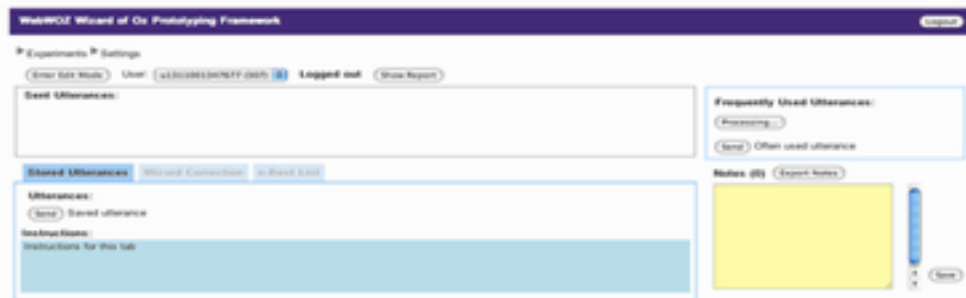 WebWOZ Wizard of Oz Prototyping Framework
Logout
Experiments Settings
Enter Edit Mode User: Logged out Show Report
Sent Utterances:
Frequently Used Utterances:
Processing...
Send Often used utterance
Stored Utterances Wizard Correction n-Best List
Notes (0) Export Notes
Utterances:
Send Saved utterance
Instructions:
Instructions for this tab
Save